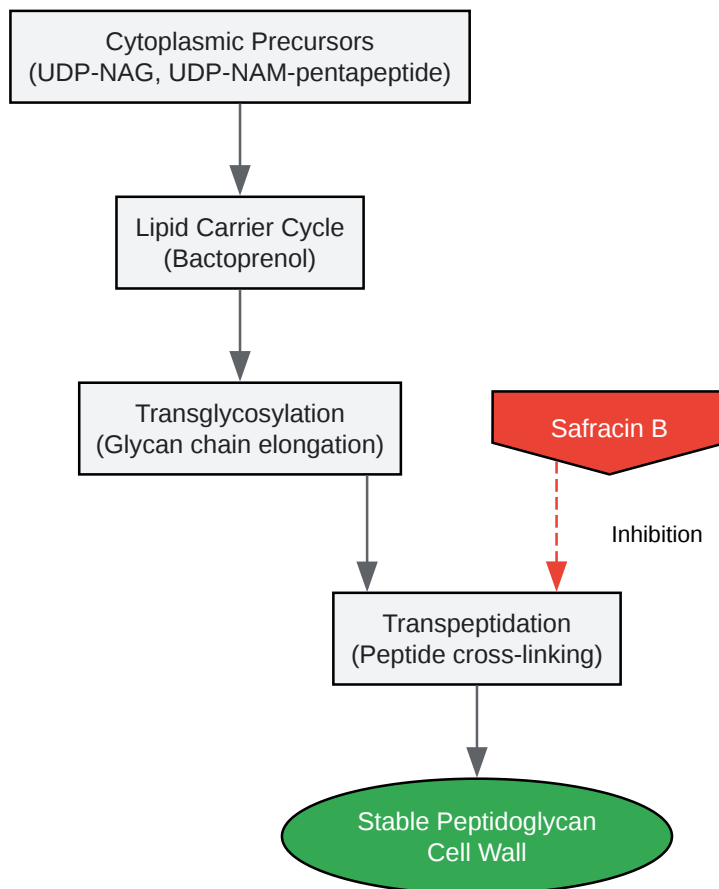 Cytoplasmic Precursors
(UDP-NAG, UDP-NAM-pentapeptide)
Lipid Carrier Cycle
(Bactoprenol)
Transglycosylation
(Glycan chain elongation)
Safracin B
Inhibition
Transpeptidation
(Peptide cross-linking)
Stable Peptidoglycan
Cell Wall